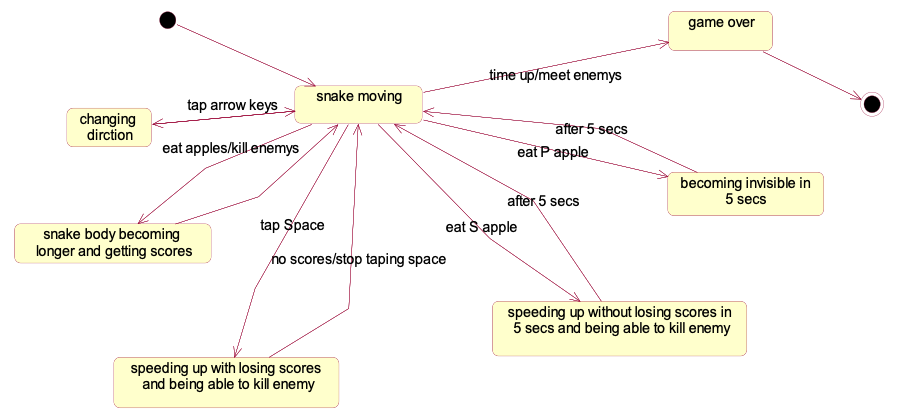 game over
time up/meet enemys
snake moving
tap arrow keys
changing
dirction
after 5 secs
eat apples/kill enemys
eat P apple
becoming invisible in
5 secs
after 5 secs
tap Space
eat S apple
snake body becoming
longer and getting scores
no scores/stop taping space
speeding up without losing scores in
5 secs and being able to kill enemy
speeding up with losing scores
and being able to kill enemy